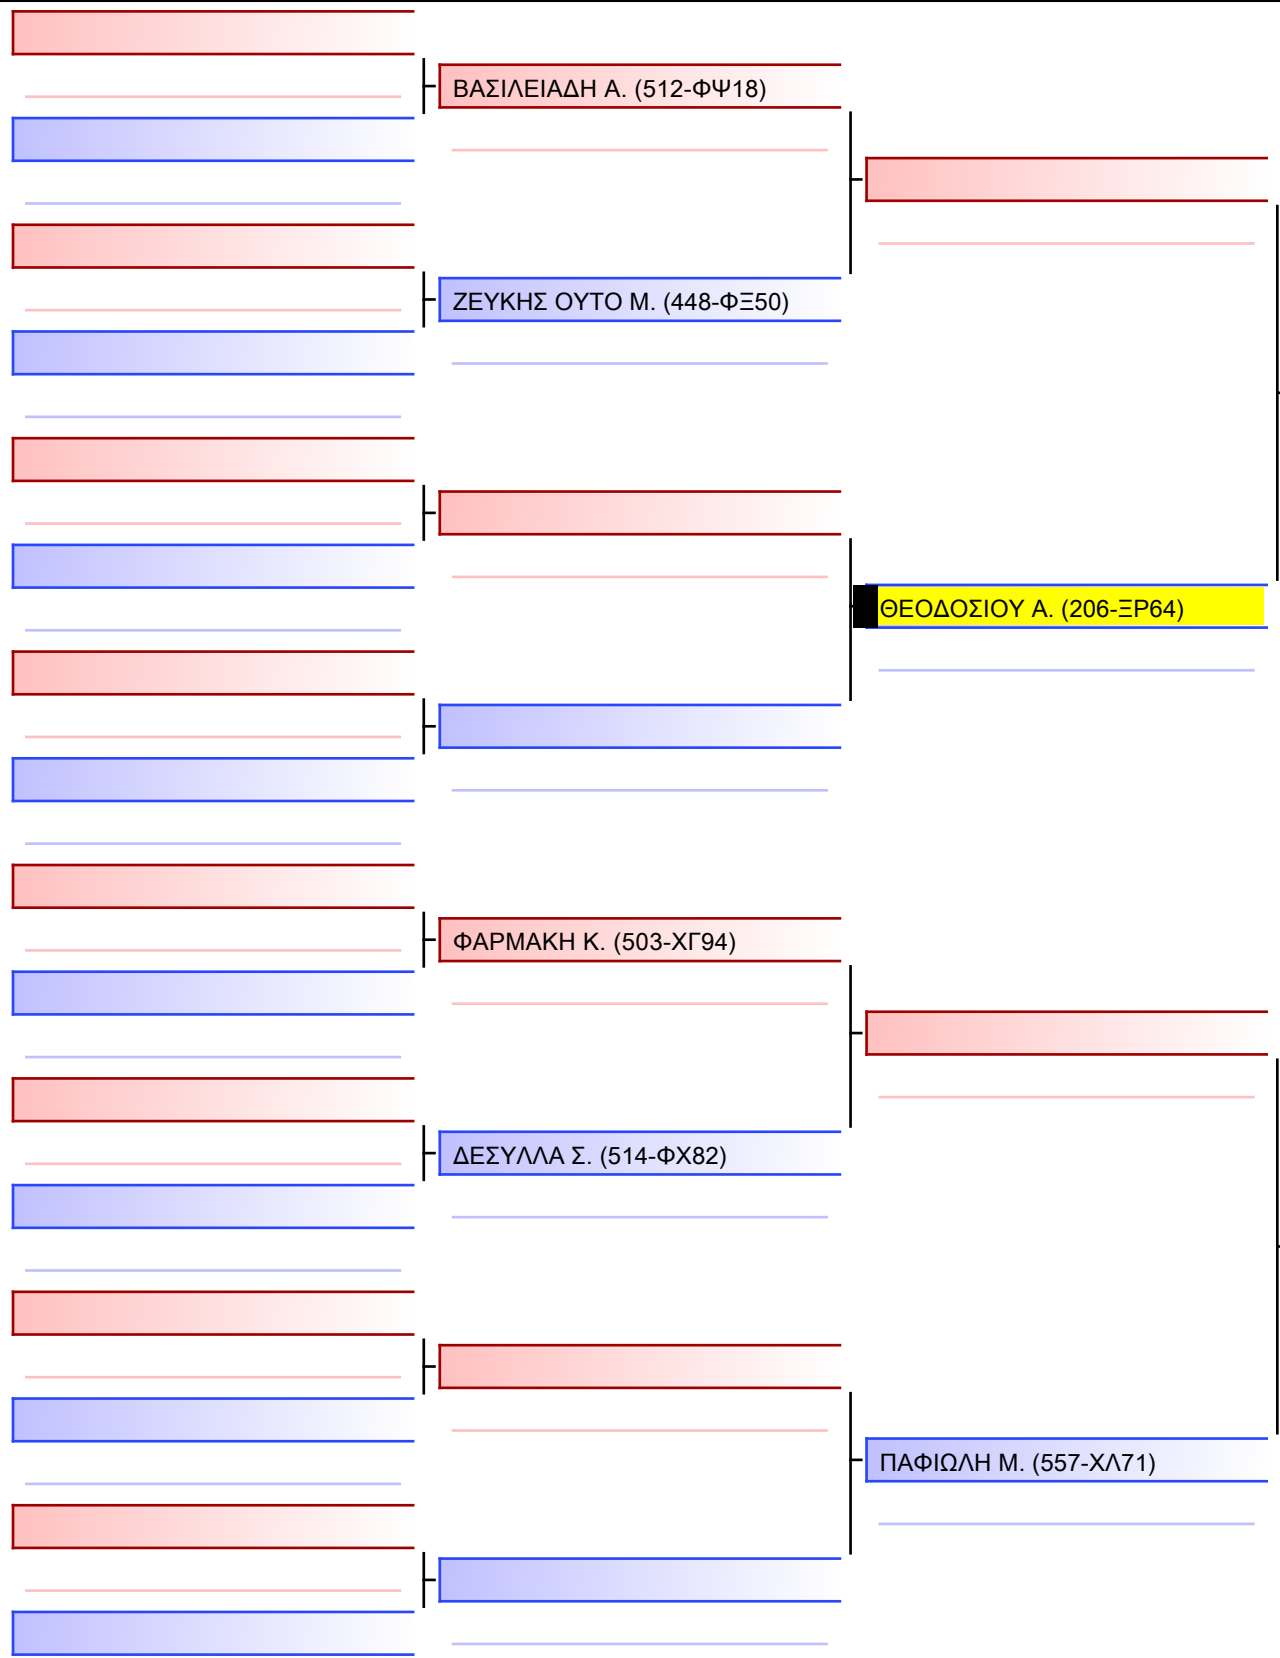 ΒΑΣΙΛΕΙΑΔΗ Α. (512-ΦΨ18)
ΖΕΥΚΗΣ ΟΥΤΟ Μ. (448-ΦΞ50)
ΘΕΟΔΟΣΙΟΥ Α. (206-ΞΡ64)
ΦΑΡΜΑΚΗ Κ. (503-ΧΓ94)
ΔΕΣΥΛΛΑ Σ. (514-ΦΧ82)
ΠΑΦΙΩΛΗ Μ. (557-ΧΛ71)